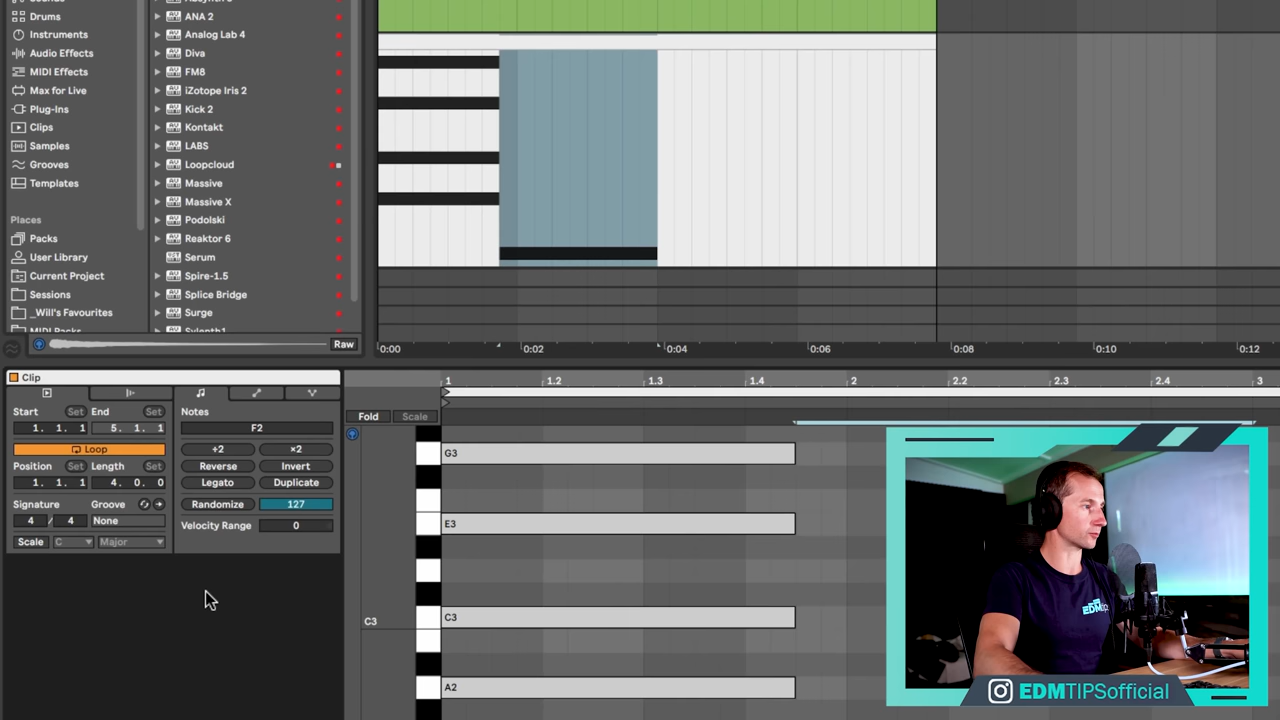 Drums
Instruments
Audio Effects
MIDI Effects
Max for Live
Plug-Ins
Clips
Samples
Grooves
Templates
Places
Packs
User Library
Current Project
Sessions
_Will's Favourites
MIDI Packs
ANA 2
Analog Lab 4
Diva
FM8
iZotope Iris 2
Kick 2
Kontakt
LABS
Loopcloud
Massive
Massive X
Podolski
Reaktor 6
Serum
Spire-1.5
Splice Bridge
Surge
Sylenth1
Raw
0:00 0:02 0:04 0:06 0:08 0:10 0:12
Clip
Start Set End Set
1. 1. 1 5. 1. 1
Loop
Position Set Length Set
1. 1. 1 4. 0. 0
Signature Groove
4 / 4 None
Scale C Major
Notes
F2
÷2 ×2
Reverse Invert
Legato Duplicate
Randomize 127
Velocity Range 0
1 1.2 1.3 1.4 2 2.2 2.3 2.4 3
Fold Scale
G3
E3
C3 C3
A2
EDMTIPSofficial